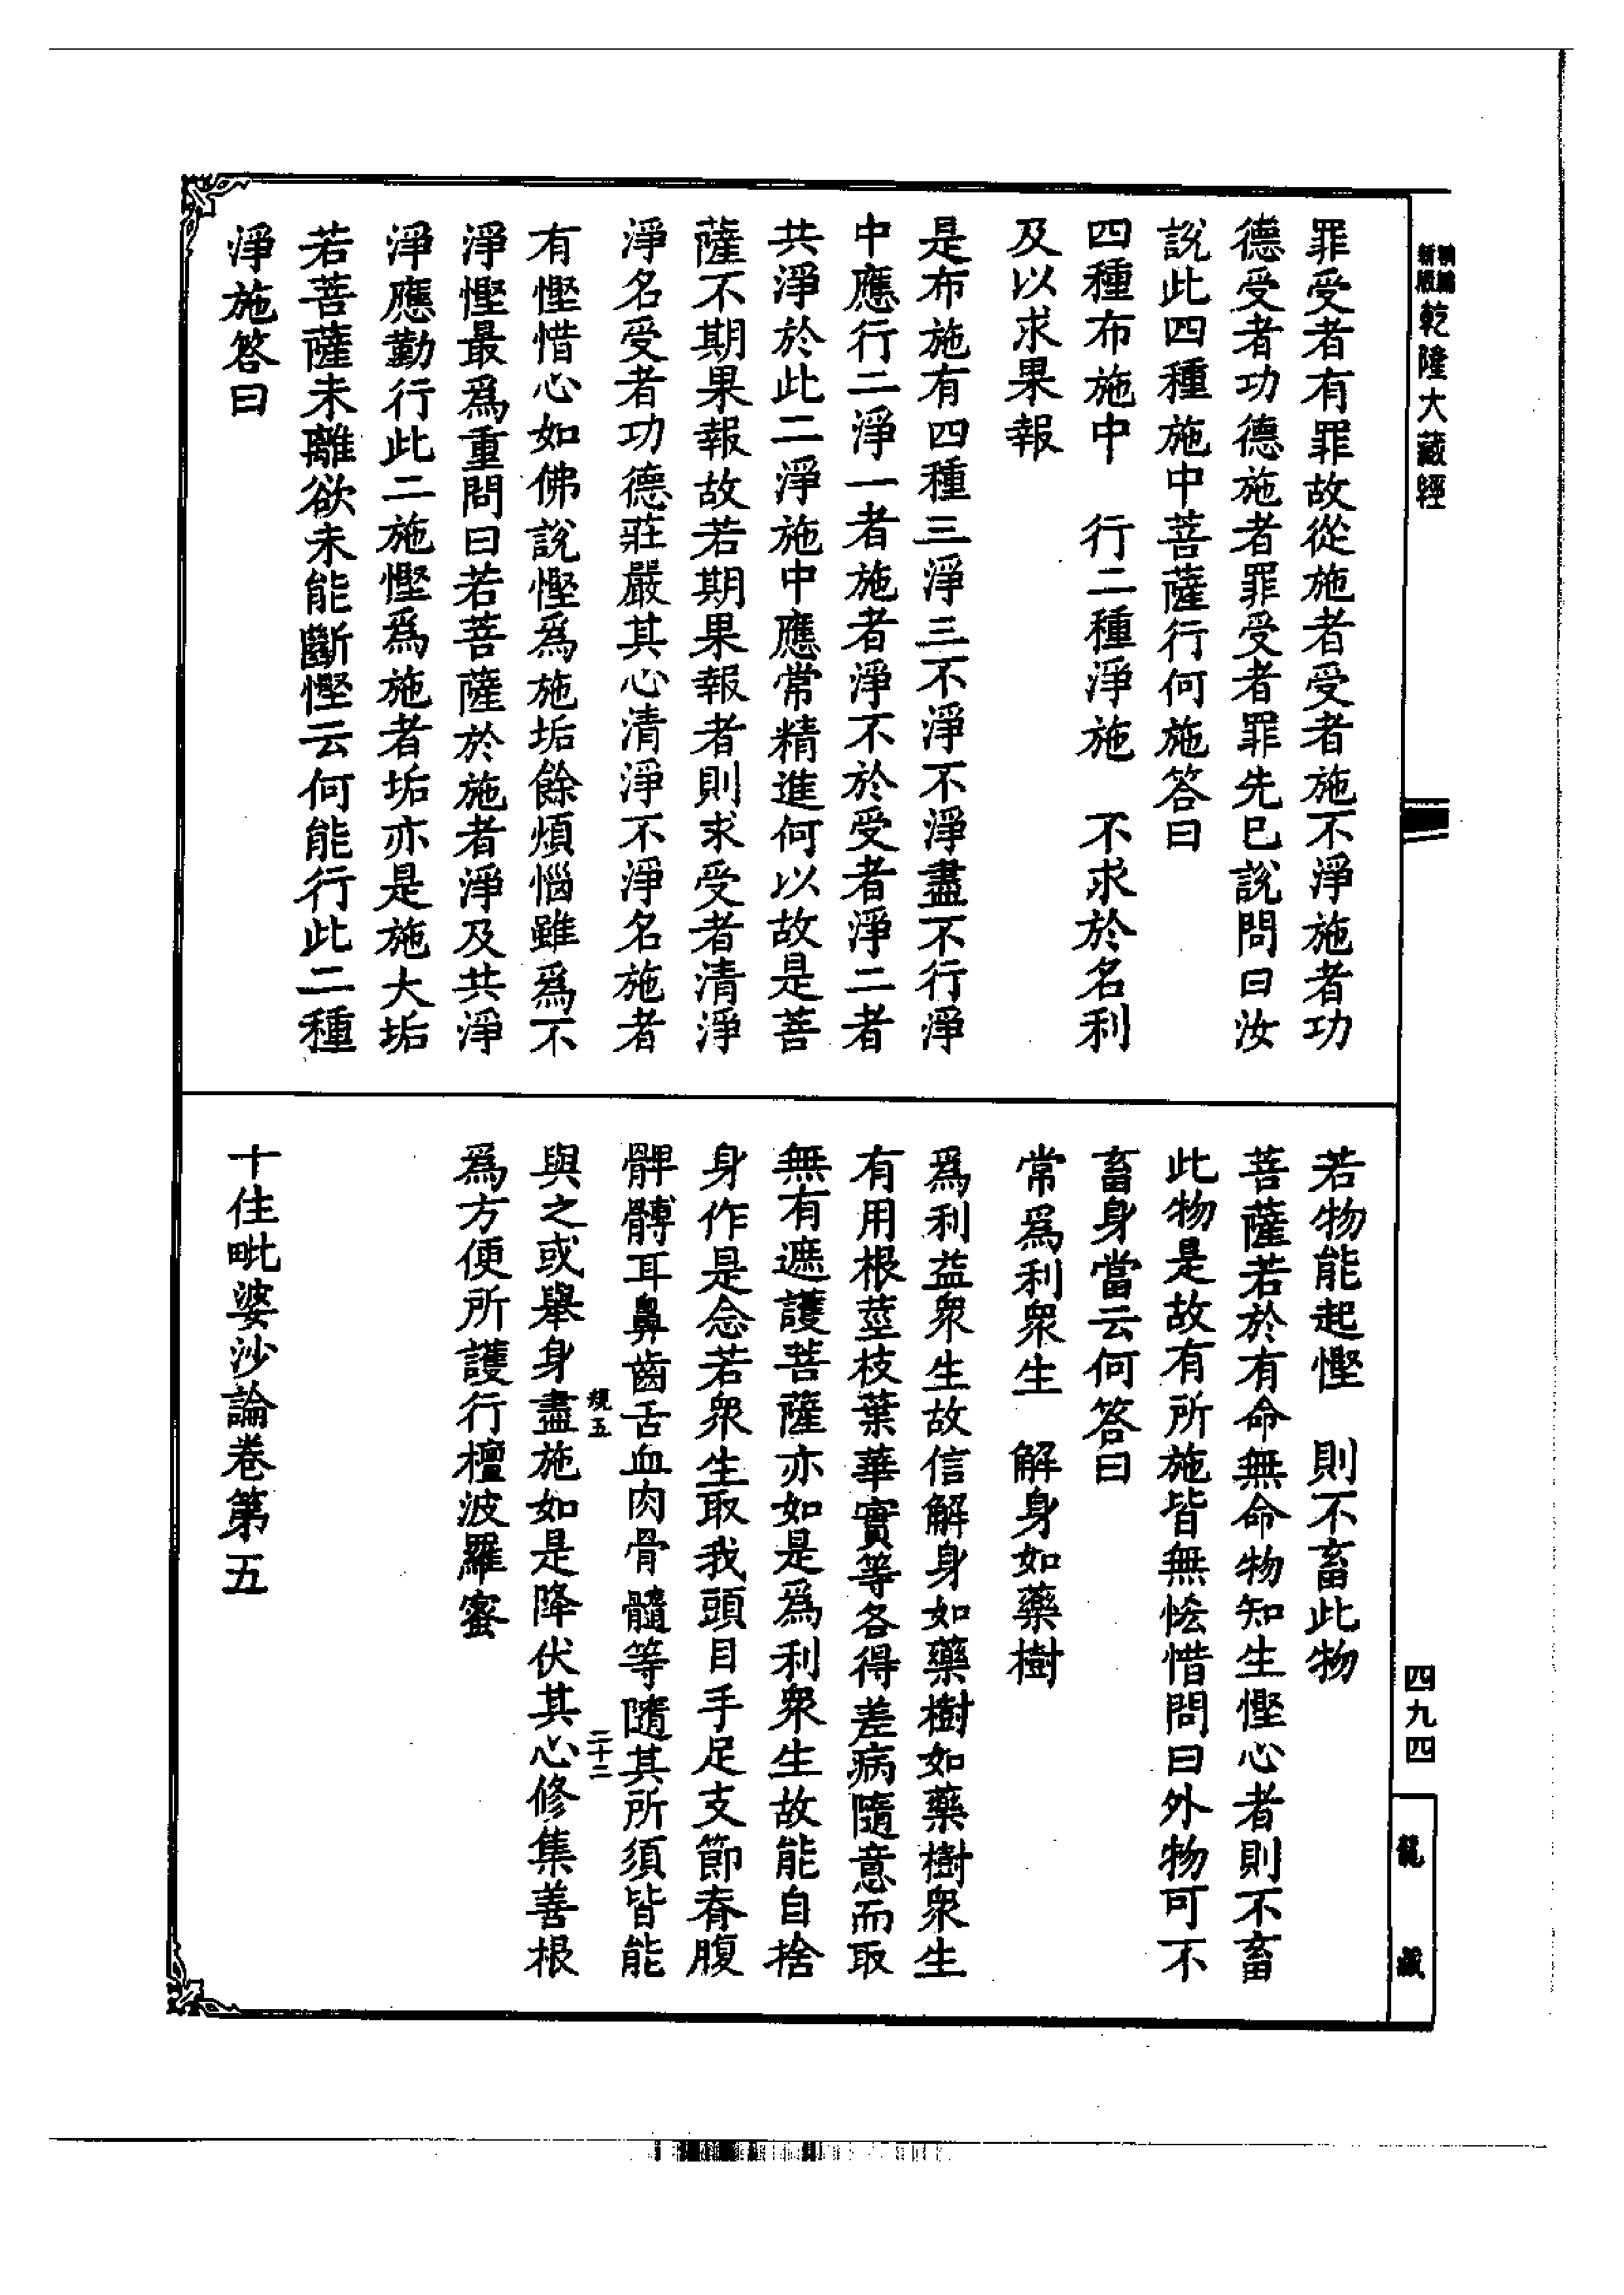 新編
新版
乾隆大藏經
四九四
龍藏
罪受者有罪故從施者受者施不淨施者功
德受者功德施者罪受者罪先已說問曰汝
說此四種施中菩薩行何施答曰
四種布施中　行二種淨施　不求於名利
及以求果報
是布施有四種三淨三不淨不淨盡不行淨
中應行二淨一者施者淨不於受者淨二者
共淨於此二淨施中應常精進何以故是菩
薩不期果報故若期果報者則求受者清淨
淨名受者功德莊嚴其心清淨不淨名施者
有慳惜心如佛說慳爲施垢餘煩惱雖爲不
淨慳最爲重問曰若菩薩於施者淨及共淨
淨應勤行此二施慳爲施者垢亦是施大垢
若菩薩未離欲未能斷慳云何能行此二種
淨施答曰
若物能起慳　則不畜此物
菩薩若於有命無命物知生慳心者則不畜
此物是故有所施皆無悋惜問曰外物可不
畜身當云何答曰
常爲利衆生　解身如藥樹
爲利益衆生故信解身如藥樹如藥樹衆生
有用根莖枝葉華實等各得差病隨意而取
無有遮護菩薩亦如是爲利衆生故能自捨
身作是念若衆生取我頭目手足支節脊腹
髀髆耳鼻齒舌血肉骨髓等隨其所須皆能
規五　二十二
與之或舉身盡施如是降伏其心修集善根
爲方便所護行檀波羅蜜
十住毗婆沙論卷第五